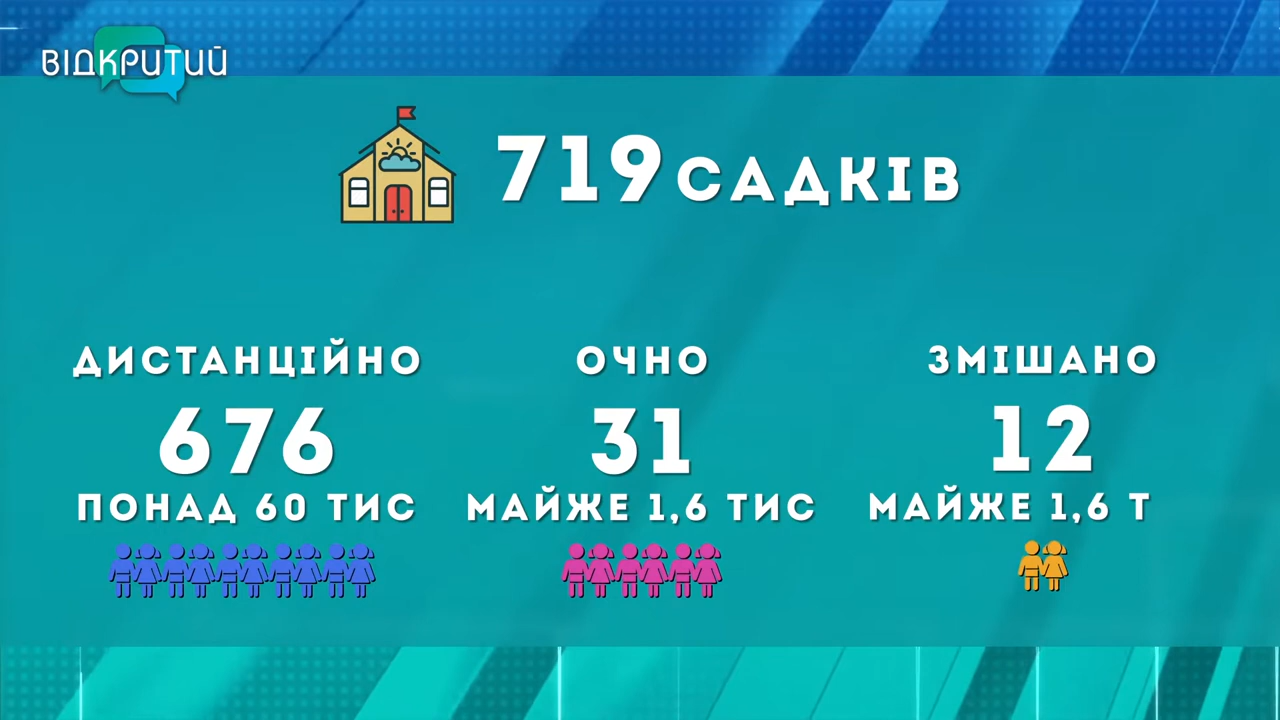 ВІДКРИТИЙ
719 САДКІВ
ДИСТАНЦІЙНО
676
ПОНАД 60 ТИС
ОЧНО
31
МАЙЖЕ 1,6 ТИС
ЗМІШАНО
12
МАЙЖЕ 1,6 Т